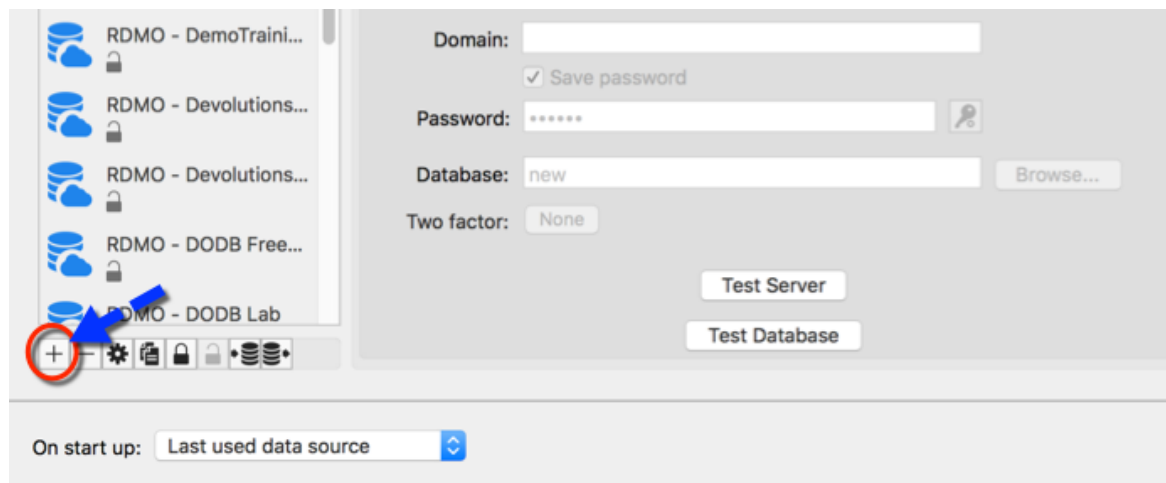 RDMO - DemoTraini...
RDMO - Devolutions...
RDMO - Devolutions...
RDMO - DODB Free...
RDMO - DODB Lab
Domain:
Save password
Password:
Database: new Browse...
Two factor: None
Test Server
Test Database
On start up: Last used data source